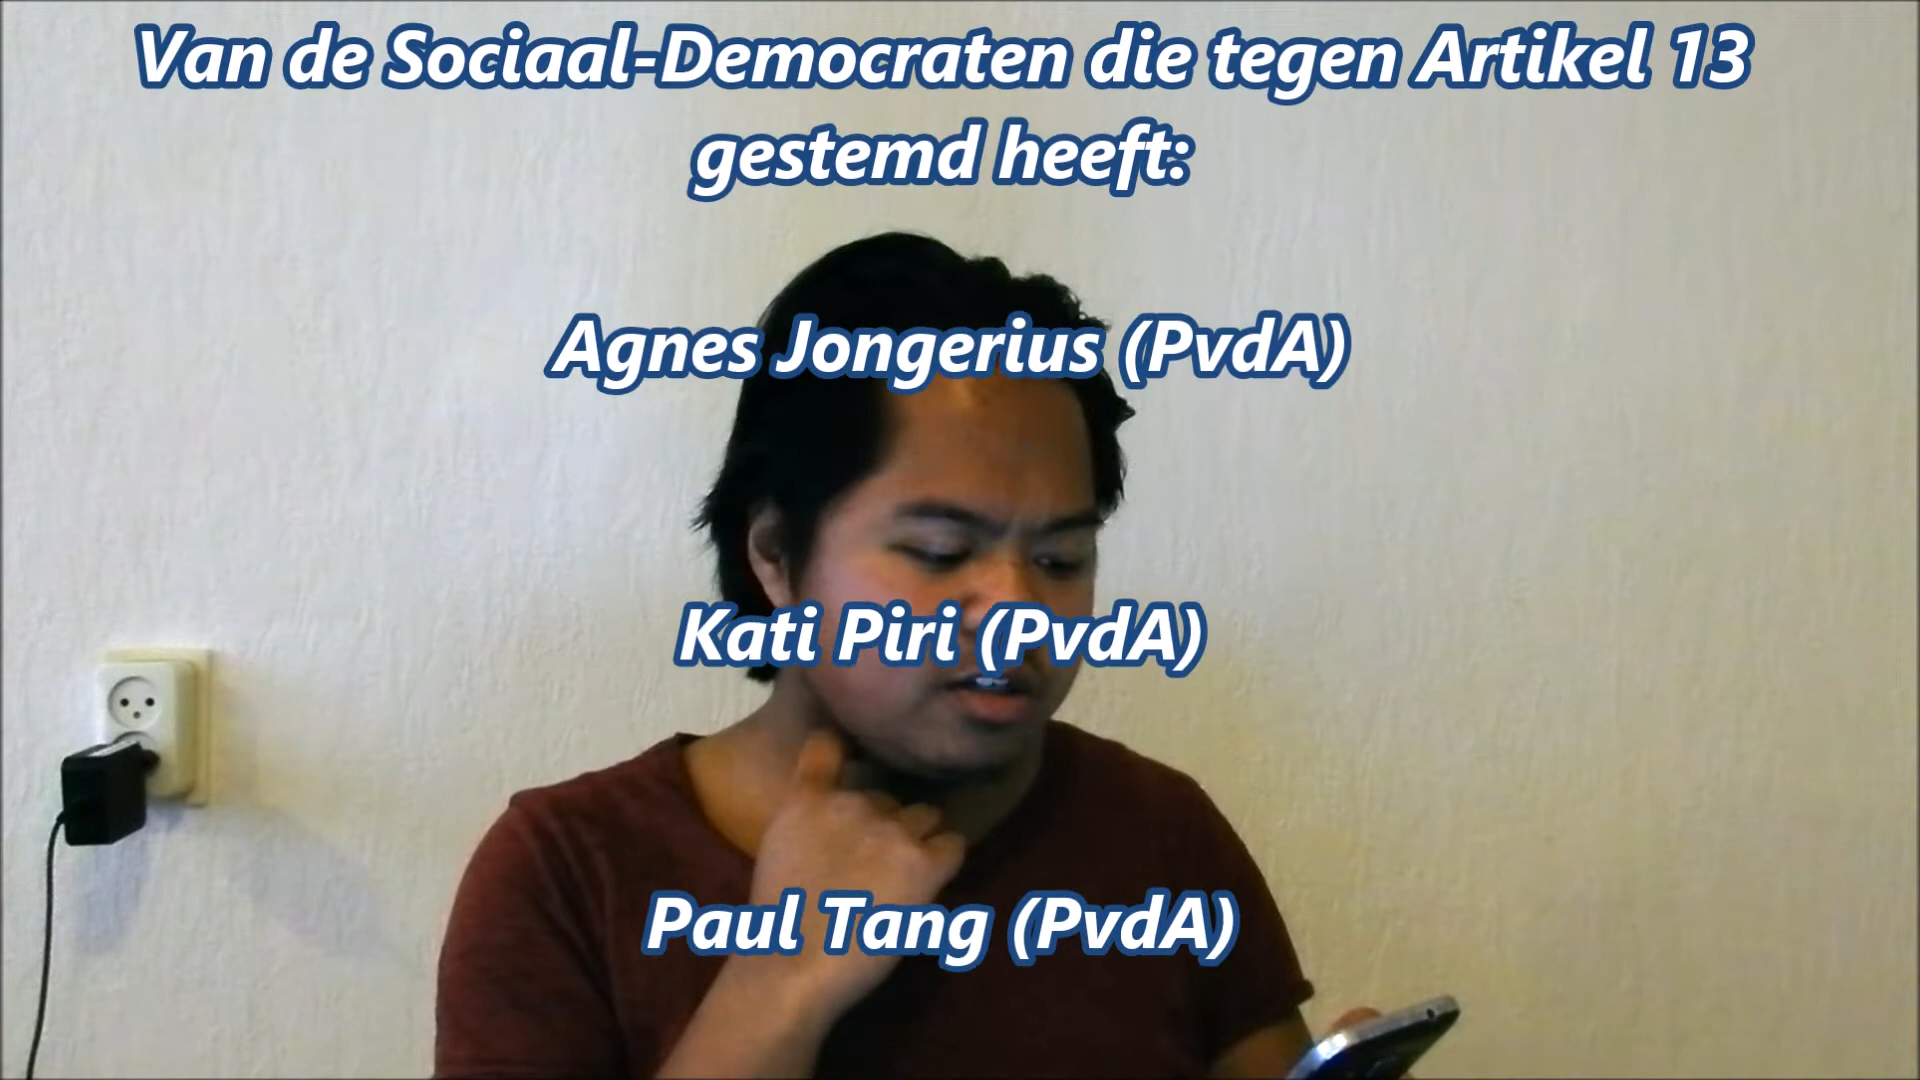 Van de Sociaal-Democraten die tegen Artikel 13
gestemd heeft:
Agnes Jongerius (PvdA)
Kati Piri (PvdA)
Paul Tang (PvdA)